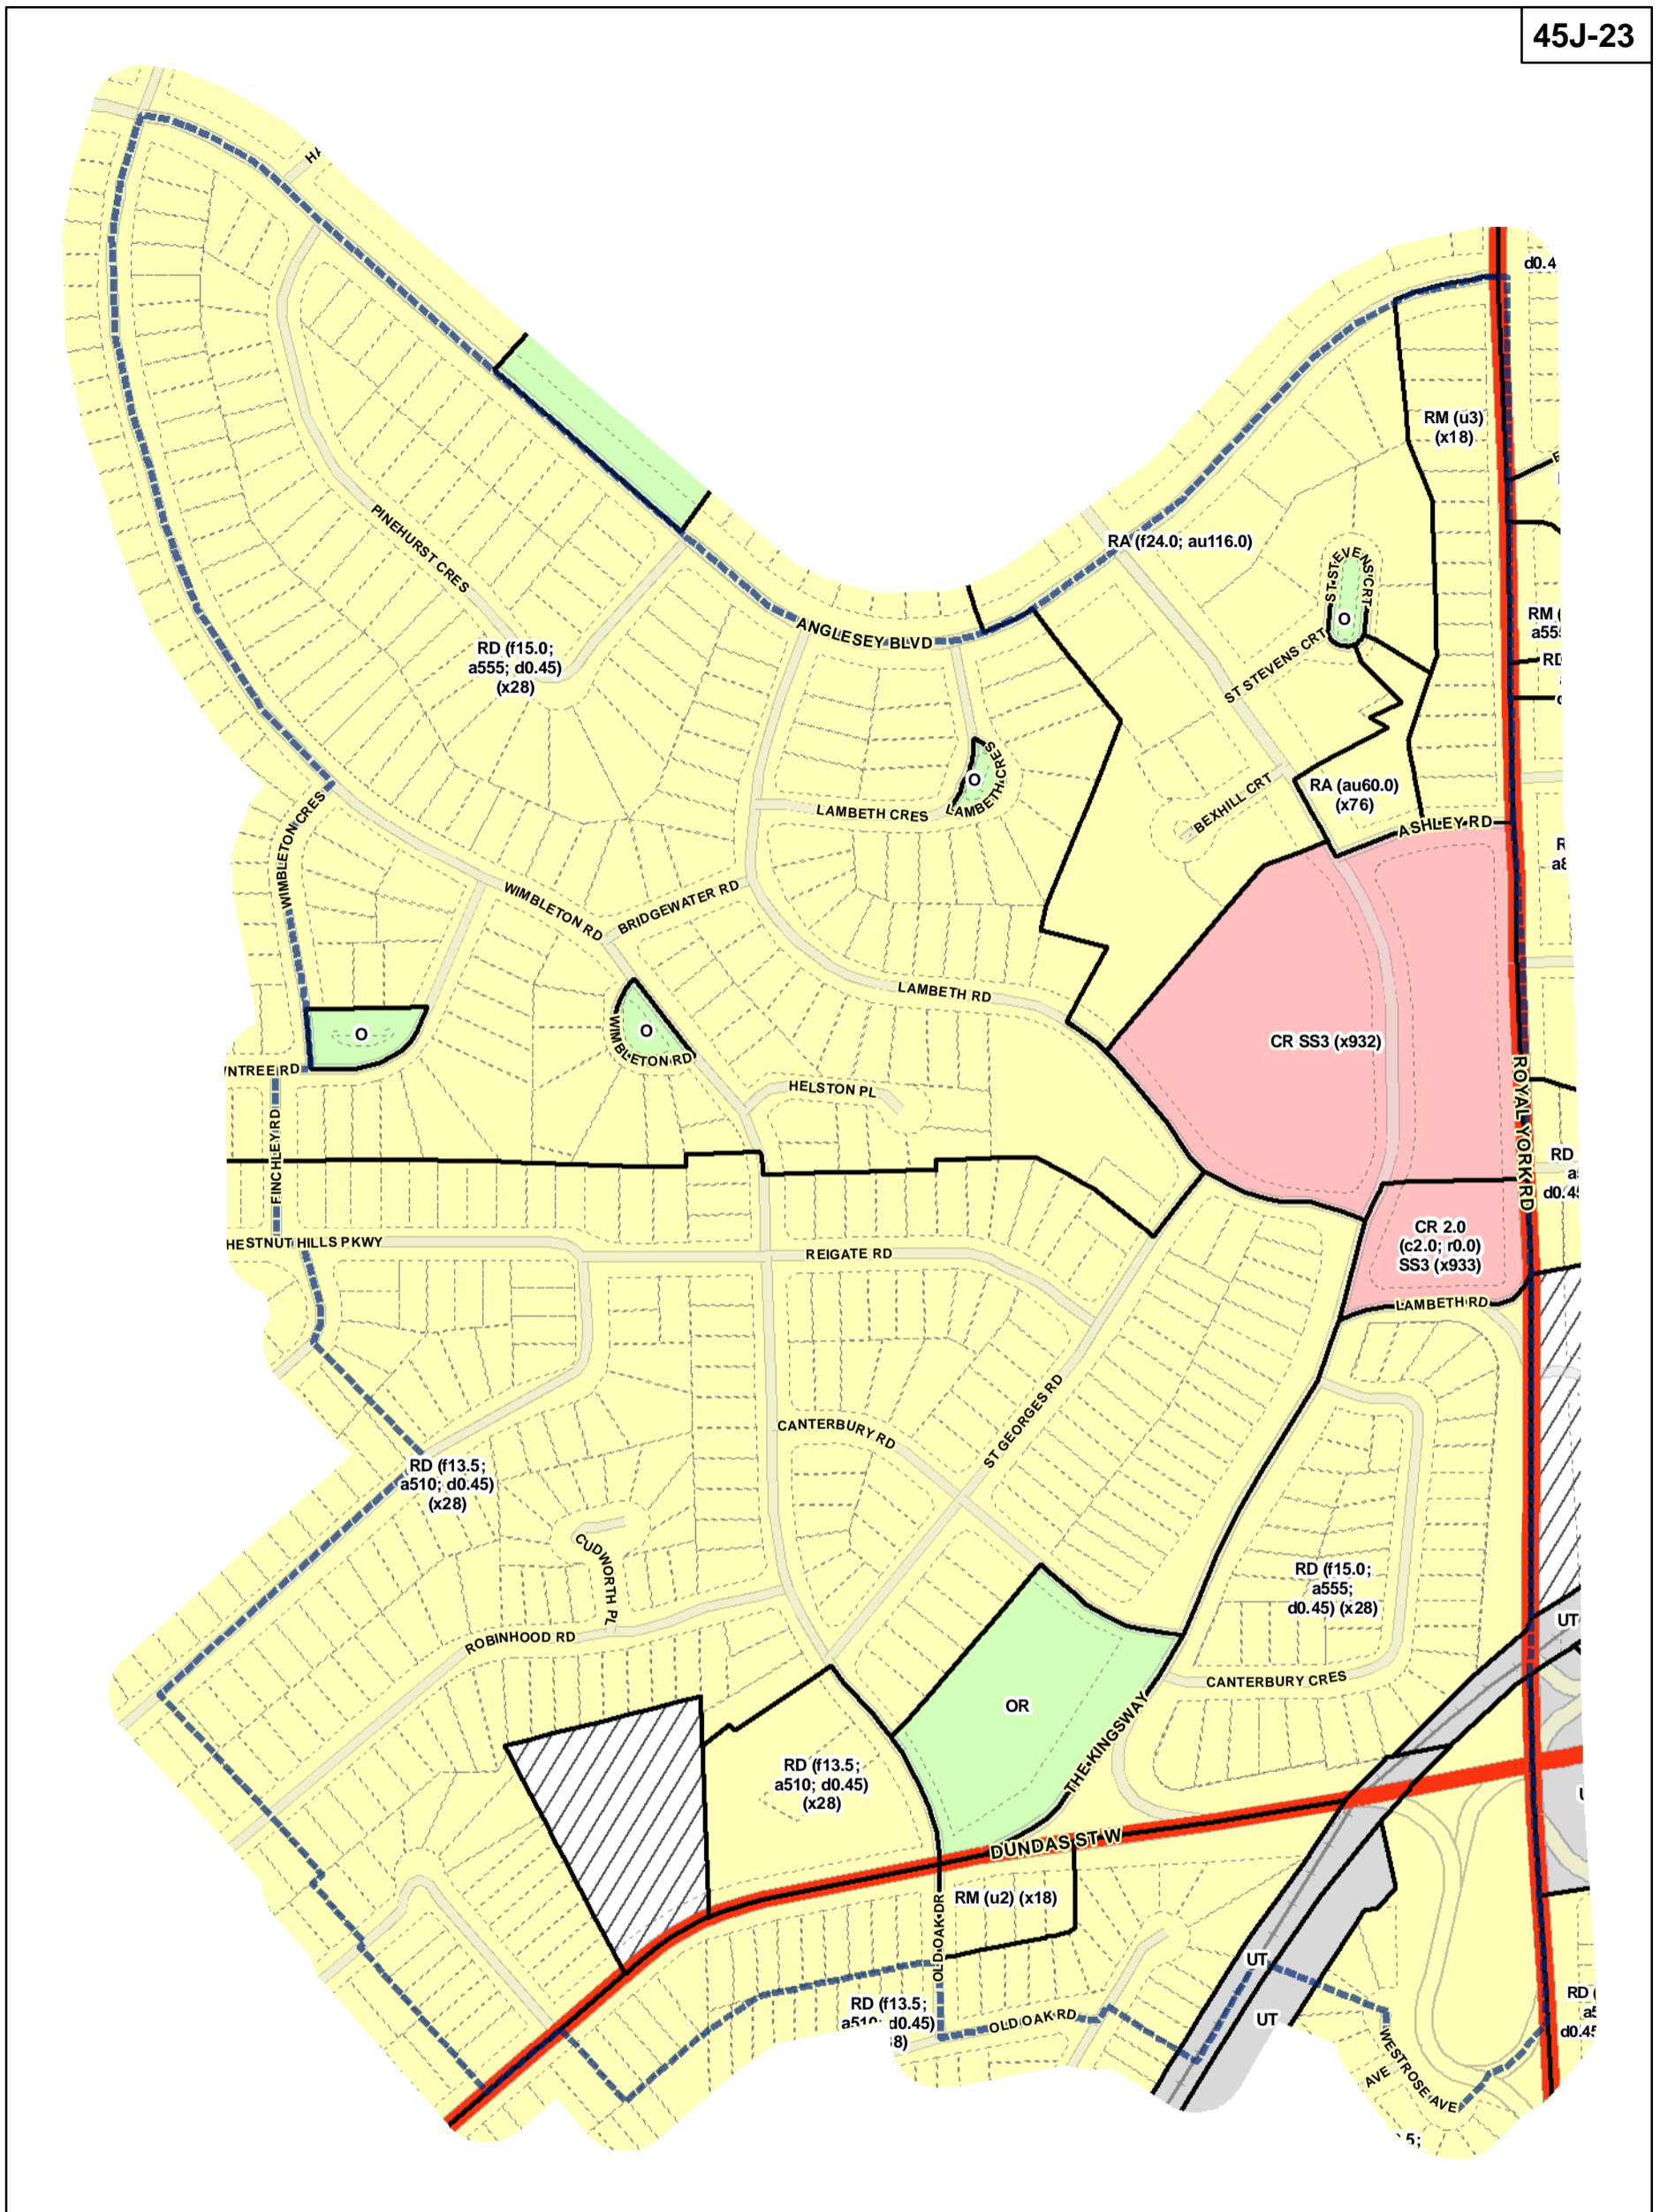 45J-23
d0.4
RM (u3)
(x18)
PINEHURST CRES
RA (f24.0; au116.0)
ST STEVENS CRT
O
ANGLESEY BLVD
RM (
RD (f15.0;
a555; d0.45)
(x28)
ST STEVENS CRT
LAMBETH CRES
O
LAMBETH CRES
LAMBETH CRES
BEXHILL CRT
RA (au60.0)
(x76)
ASHLEY RD
WIMBLETON CRES
WIMBLETON RD
BRIDGEWATER RD
LAMBETH RD
O
O
WIMBLETON RD
CR SS3 (x932)
NTREE RD
HELSTON PL
ROYAL YORK RD
FINCHLEY RD
RD
HESTNUT HILLS PKWY
REIGATE RD
CR 2.0
(c2.0; r0.0)
SS3 (x933)
LAMBETH RD
CANTERBURY RD
ST GEORGES RD
RD (f13.5;
a510; d0.45)
(x28)
CUDWORTH PL
RD (f15.0;
a555;
d0.45) (x28)
UT
ROBINHOOD RD
CANTERBURY CRES
OR
THE KINGSWAY
RD (f13.5;
a510; d0.45)
(x28)
DUNDAS ST W
OLD OAK DR
RM (u2) (x18)
UT
RD (f13.5;
a510; d0.45)
8)
OLD OAK RD
UT
RD (
d0.45
WESTROSE AVE
AVE
5;